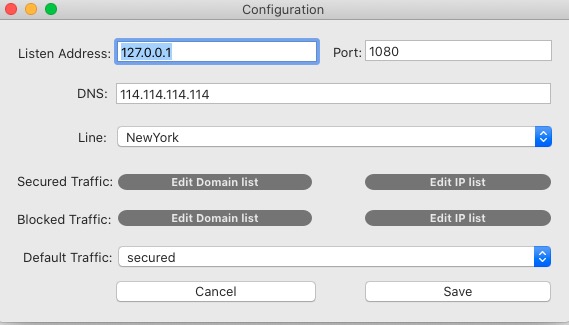 Configuration
Listen Address: 127.0.0.1 Port: 1080
DNS: 114.114.114.114
Line: NewYork
Secured Traffic: Edit Domain list Edit IP list
Blocked Traffic: Edit Domain list Edit IP list
Default Traffic: secured
Cancel Save